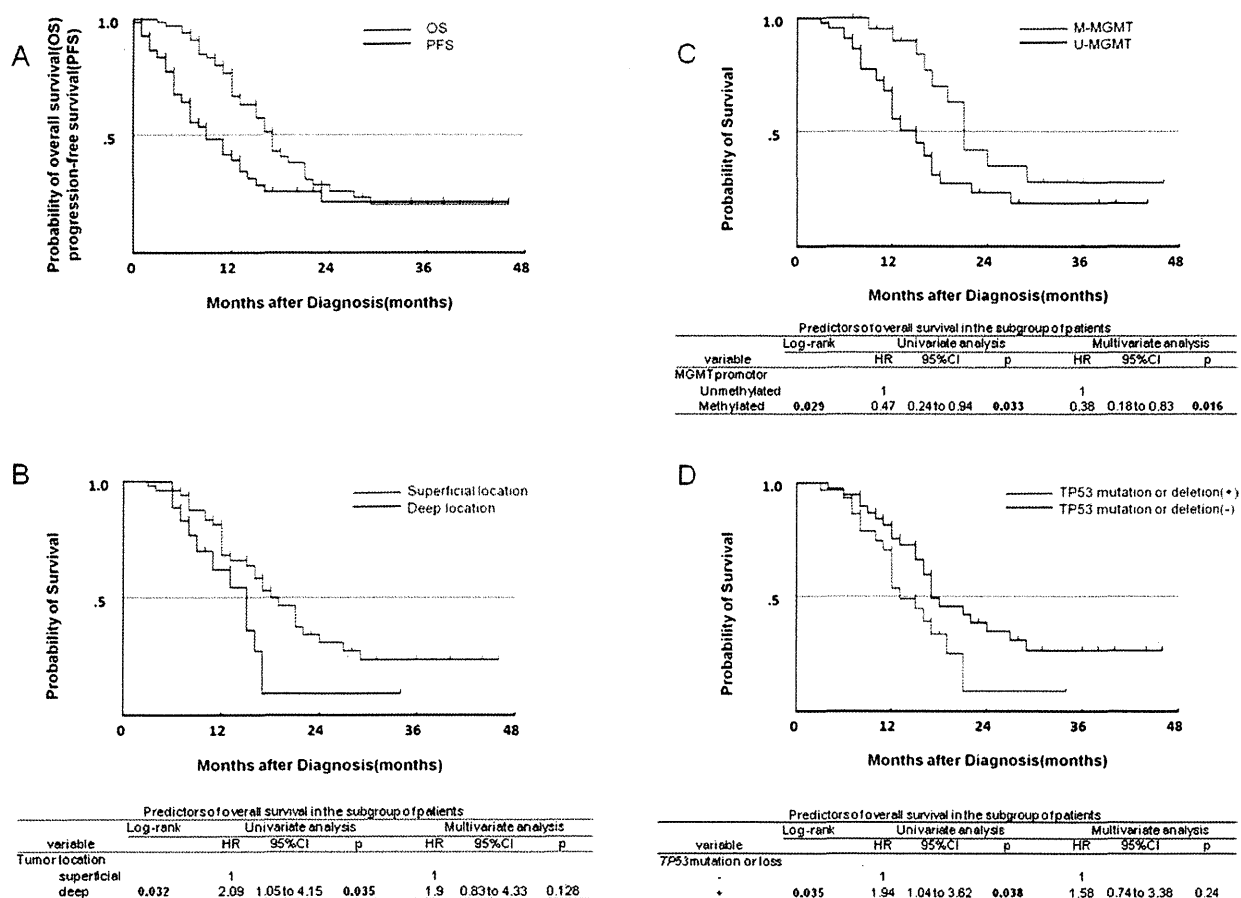 A
Probability of overall survival(OS)
progression-free survival(PFS)
1.0
.5
OS
PFS
0 12 24 36 48
Months after Diagnosis(months)
B
Probability of Survival
1.0
.5
Superficial location
Deep location
0 12 24 36 48
Months after Diagnosis(months)
Predictors of overall survival in the subgroup of patients
Log-rank Univariate analysis Multivariate analysis
variable HR 95%CI p HR 95%CI p
Tumor location
superficial 1 1
deep 0.032 2.09 1.05 to 4.15 0.035 1.9 0.83 to 4.33 0.128
C
Probability of Survival
1.0
.5
M-MGMT
U-MGMT
0 12 24 36 48
Months after Diagnosis(months)
Predictors of overall survival in the subgroup of patients
Log-rank Univariate analysis Multivariate analysis
variable HR 95%CI p HR 95%CI p
MGMT promotor
Unmethylated 1 1
Methylated 0.029 0.47 0.24 to 0.94 0.033 0.38 0.18 to 0.83 0.016
D
Probability of Survival
1.0
.5
TP53 mutation or deletion(+)
TP53 mutation or deletion(-)
0 12 24 36 48
Months after Diagnosis(months)
Predictors of overall survival in the subgroup of patients
Log-rank Univariate analysis Multivariate analysis
variable HR 95%CI p HR 95%CI p
TP53 mutation or loss
- 1 1
+ 0.035 1.94 1.04 to 3.62 0.038 1.58 0.74 to 3.38 0.24